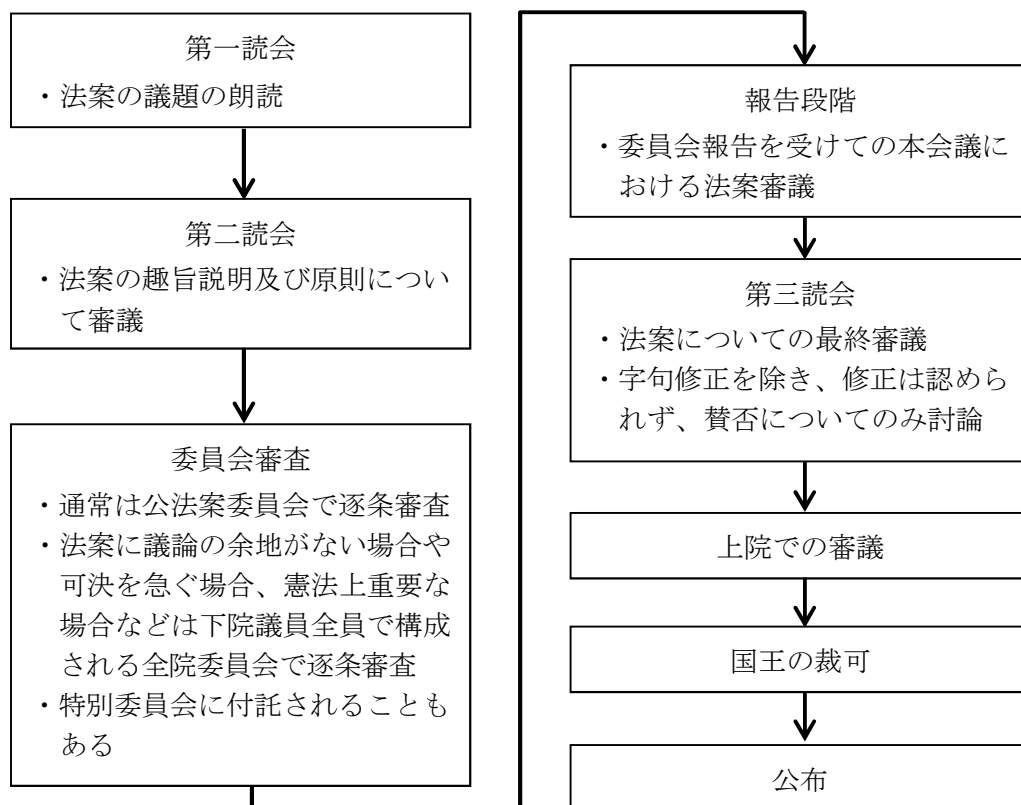 第一読会
・法案の議題の朗読
第二読会
・法案の趣旨説明及び原則につい
て審議
委員会審査
・通常は公法案委員会で逐条審査
・法案に議論の余地がない場合や
可決を急ぐ場合、憲法上重要な
場合などは下院議員全員で構成
される全院委員会で逐条審査
・特別委員会に付託されることも
ある
報告段階
・委員会報告を受けての本会議に
おける法案審議
第三読会
・法案についての最終審議
・字句修正を除き、修正は認めら
れず、賛否についてのみ討論
上院での審議
国王の裁可
公布